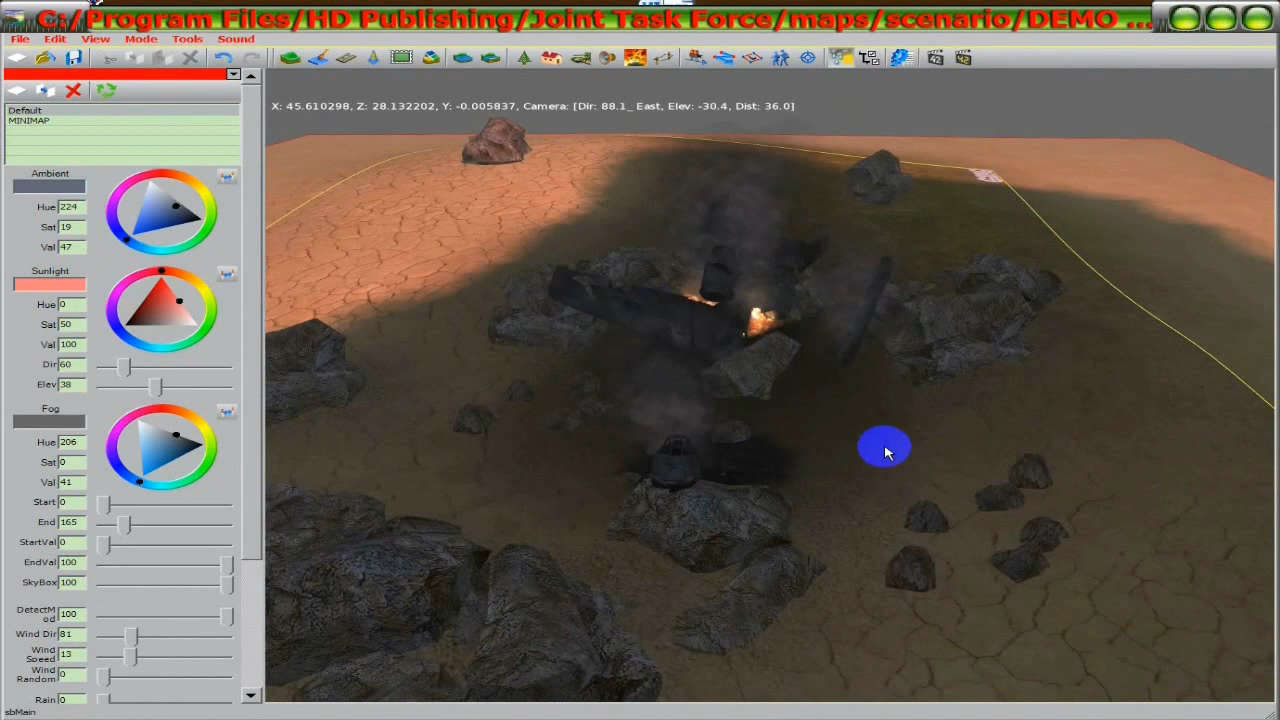 C:/Program Files/HD Publishing/Joint Task Force/maps/scenario/DEMO ...
File Edit View Mode Tools Sound
X: 45.610298, Z: 28.132202, Y: -0.005837, Camera: [Dir: 88.1_ East, Elev: -30.4, Dist: 36.0]
Default
MINIMAP
Ambient
Hue 224
Sat 19
Val 47
Sunlight
Hue 0
Sat 50
Val 100
Dir 60
Elev 38
Fog
Hue 206
Sat 0
Val 41
Start 0
End 165
StartVal 0
EndVal 100
SkyBox 100
DetectM
od 100
Wind Dir 81
Wind
Speed 13
Wind
Random 0
Rain 0
sbMain